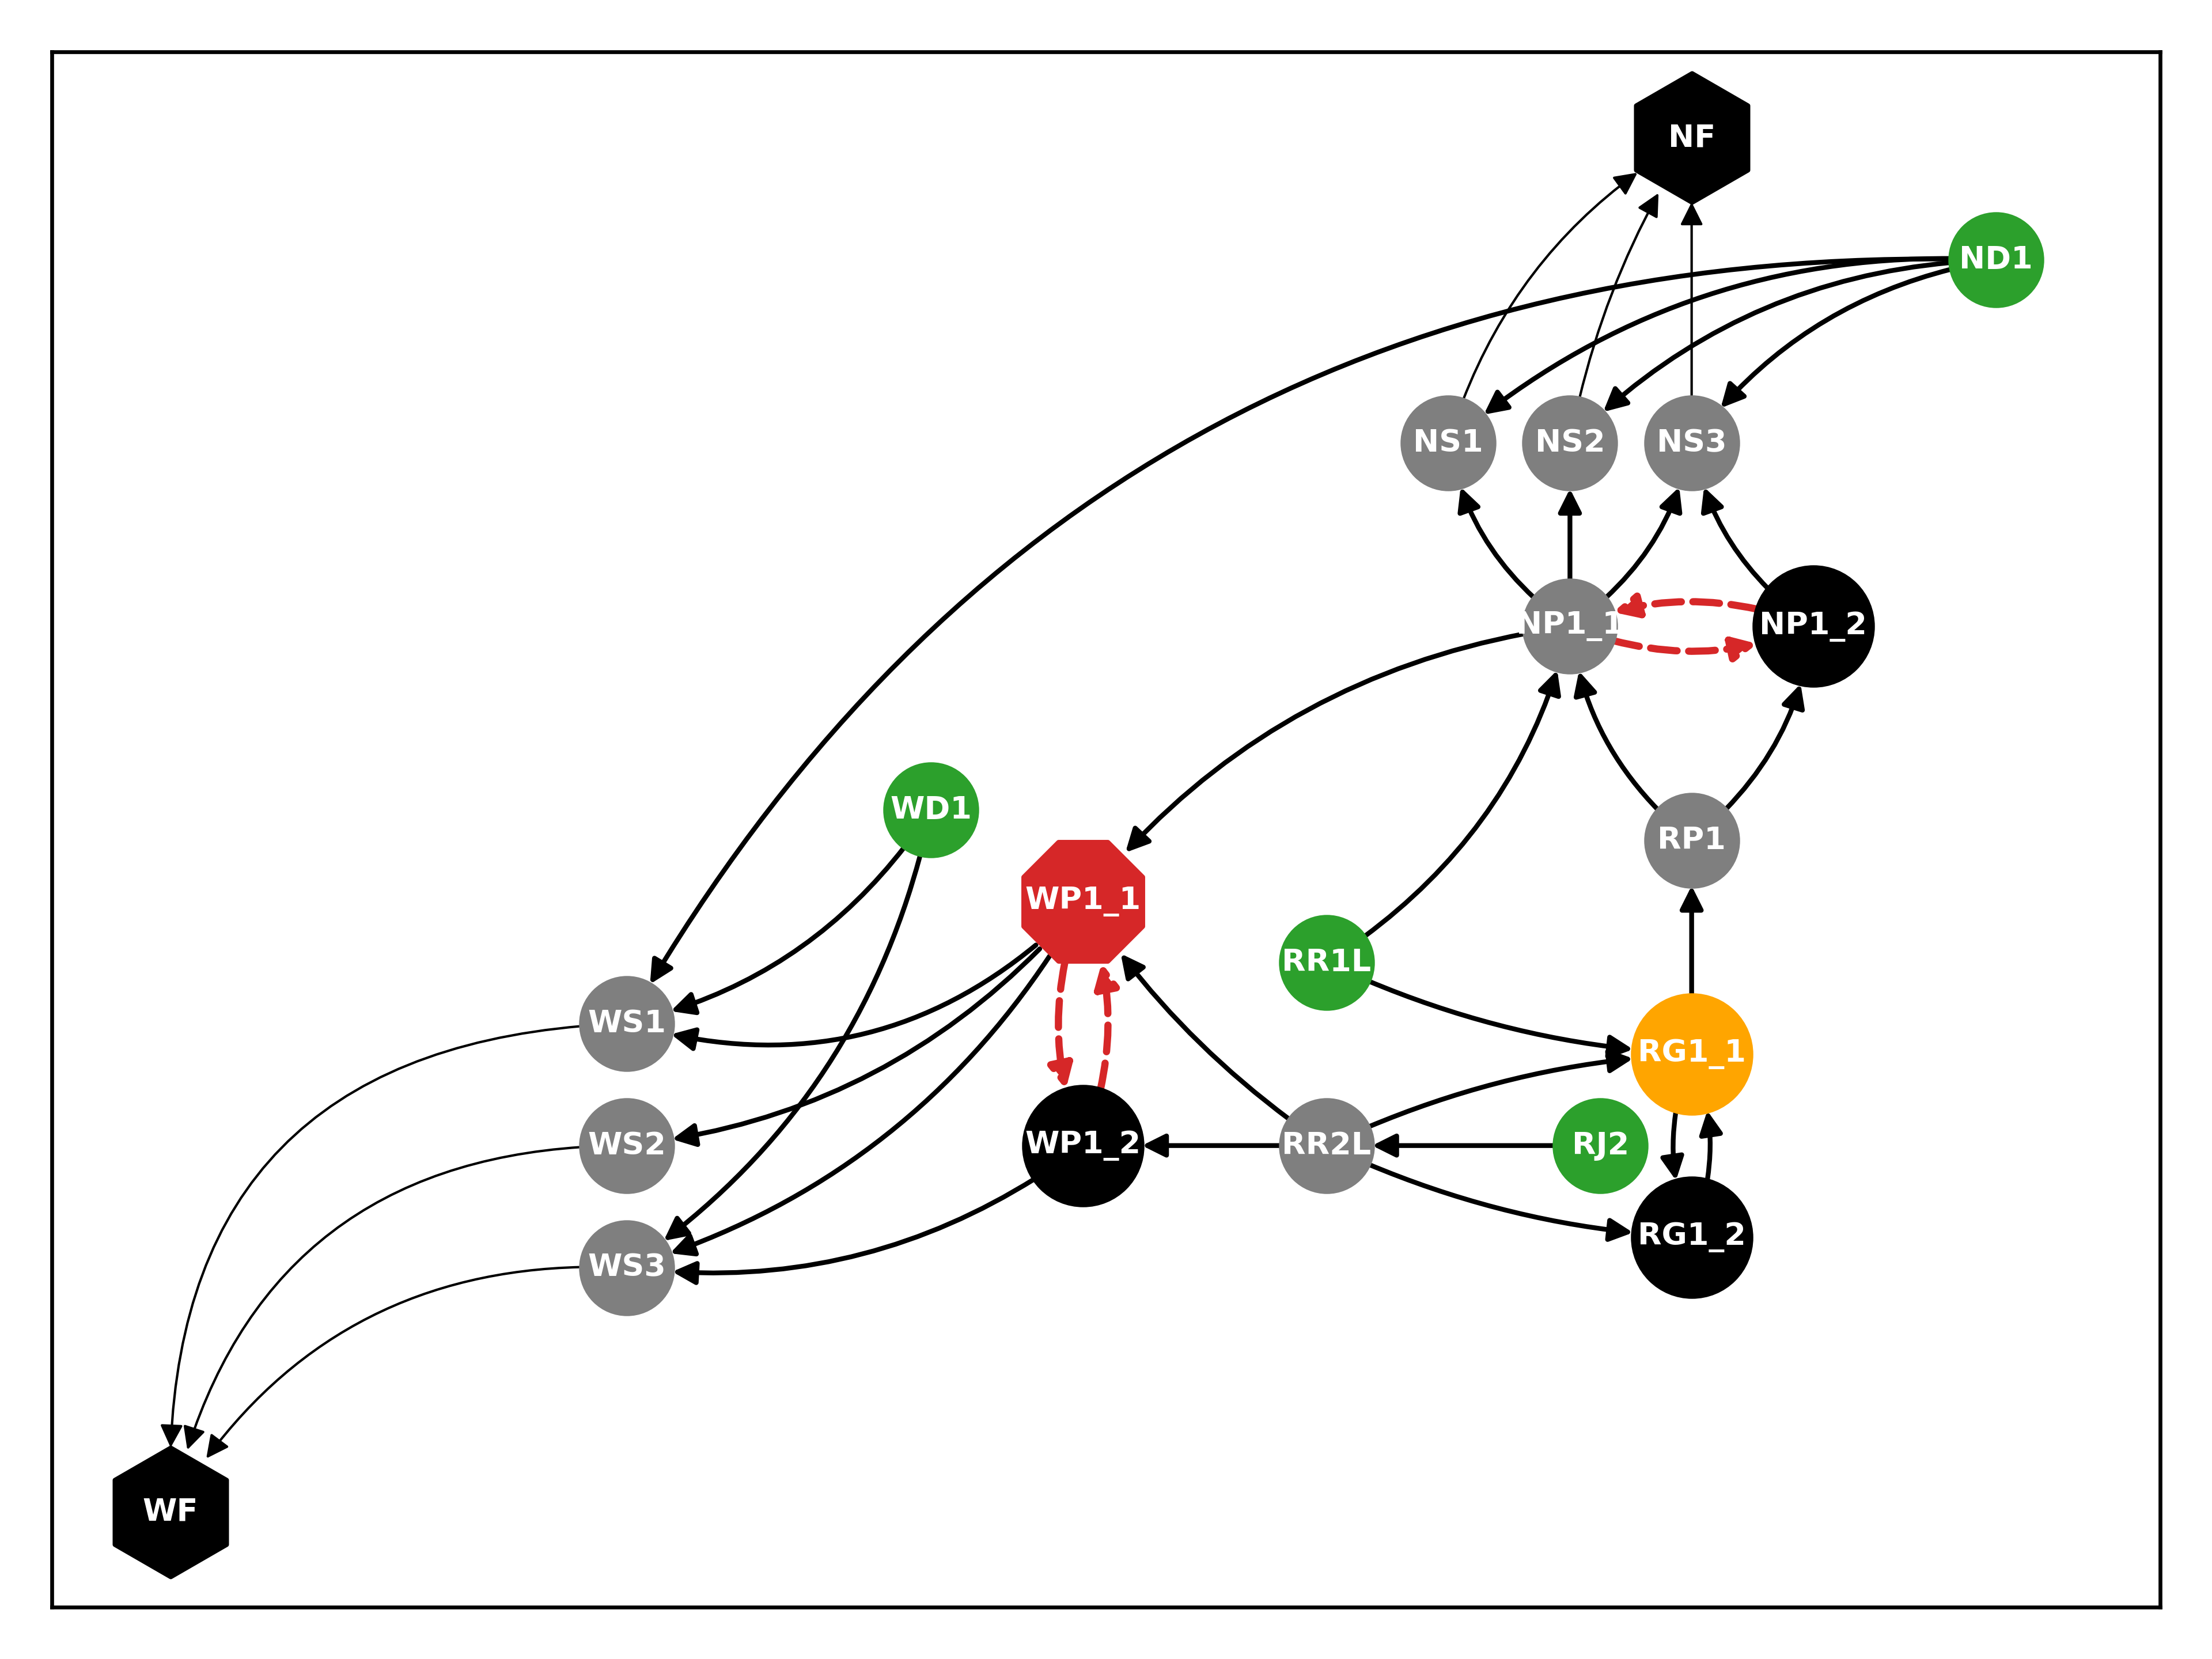 NF
ND1
NS1 NS2 NS3
NP1_1 NP1_2
WD1
RP1
WP1_1
RR1L
WS1
RG1_1
WS2
WP1_2
RR2L
RJ2
RG1_2
WS3
WF